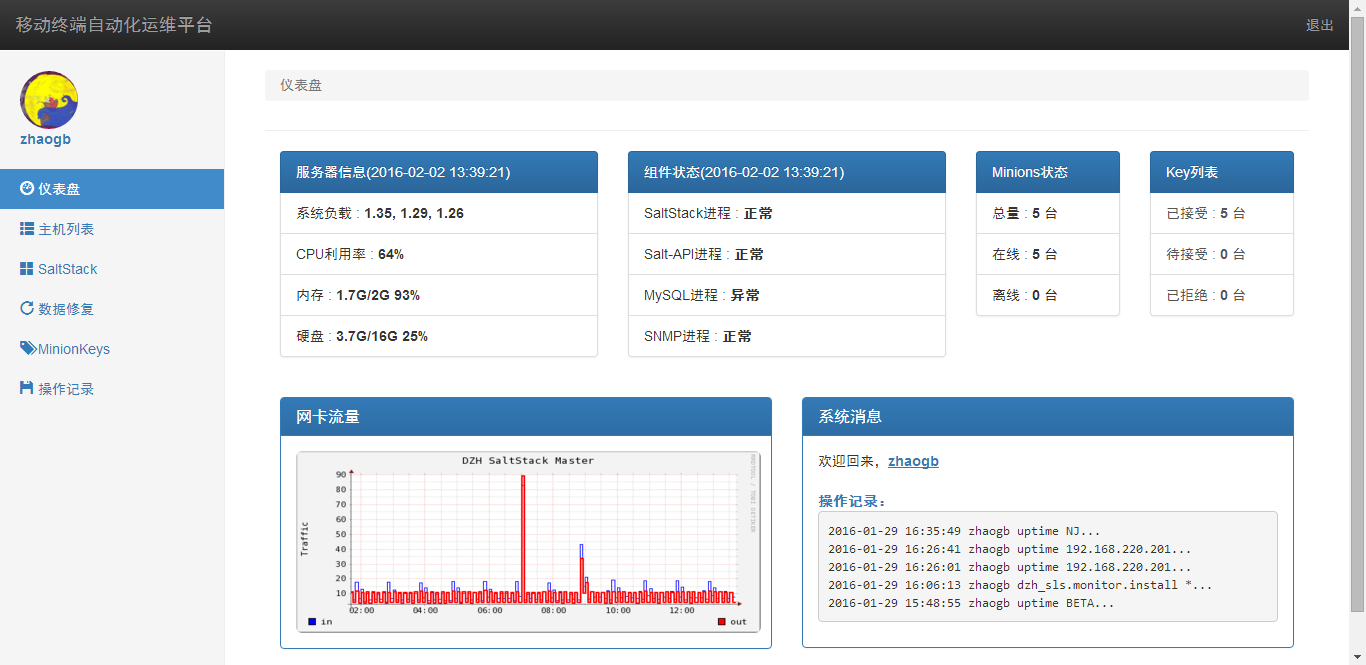 移动终端自动化运维平台
退出
zhaogb
仪表盘
主机列表
SaltStack
数据修复
MinionKeys
操作记录
仪表盘
服务器信息(2016-02-02 13:39:21)
系统负载 : 1.35, 1.29, 1.26
CPU利用率 : 64%
内存 : 1.7G/2G 93%
硬盘 : 3.7G/16G 25%
组件状态(2016-02-02 13:39:21)
SaltStack进程 : 正常
Salt-API进程 : 正常
MySQL进程 : 异常
SNMP进程 : 正常
Minions状态
总量 : 5 台
在线 : 5 台
离线 : 0 台
Key列表
已接受 : 5 台
待接受 : 0 台
已拒绝 : 0 台
网卡流量
DZH SaltStack Master
RRDTOOL / TOBI OETIKER
Traffic
90
80
70
60
50
40
30
20
10
02:00 04:00 06:00 08:00 10:00 12:00
in out
系统消息
欢迎回来，zhaogb
操作记录：
2016-01-29 16:35:49 zhaogb uptime NJ...
2016-01-29 16:26:41 zhaogb uptime 192.168.220.201...
2016-01-29 16:26:01 zhaogb uptime 192.168.220.201...
2016-01-29 16:06:13 zhaogb dzh_sls.monitor.install *...
2016-01-29 15:48:55 zhaogb uptime BETA...